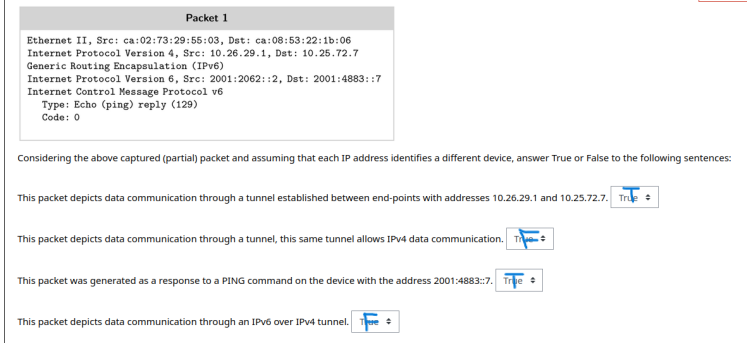 Packet 1
Ethernet II, Src: ca:02:73:29:55:03, Dst: ca:08:53:22:1b:06
Internet Protocol Version 4, Src: 10.26.29.1, Dst: 10.25.72.7
Generic Routing Encapsulation (IPv6)
Internet Protocol Version 6, Src: 2001:2062::2, Dst: 2001:4883::7
Internet Control Message Protocol v6
Type: Echo (ping) reply (129)
Code: 0
Considering the above captured (partial) packet and assuming that each IP address identifies a different device, answer True or False to the following sentences:
This packet depicts data communication through a tunnel established between end-points with addresses 10.26.29.1 and 10.25.72.7. True T
This packet depicts data communication through a tunnel, this same tunnel allows IPv4 data communication. True F
This packet was generated as a response to a PING command on the device with the address 2001:4883::7. True T
This packet depicts data communication through an IPv6 over IPv4 tunnel. True F